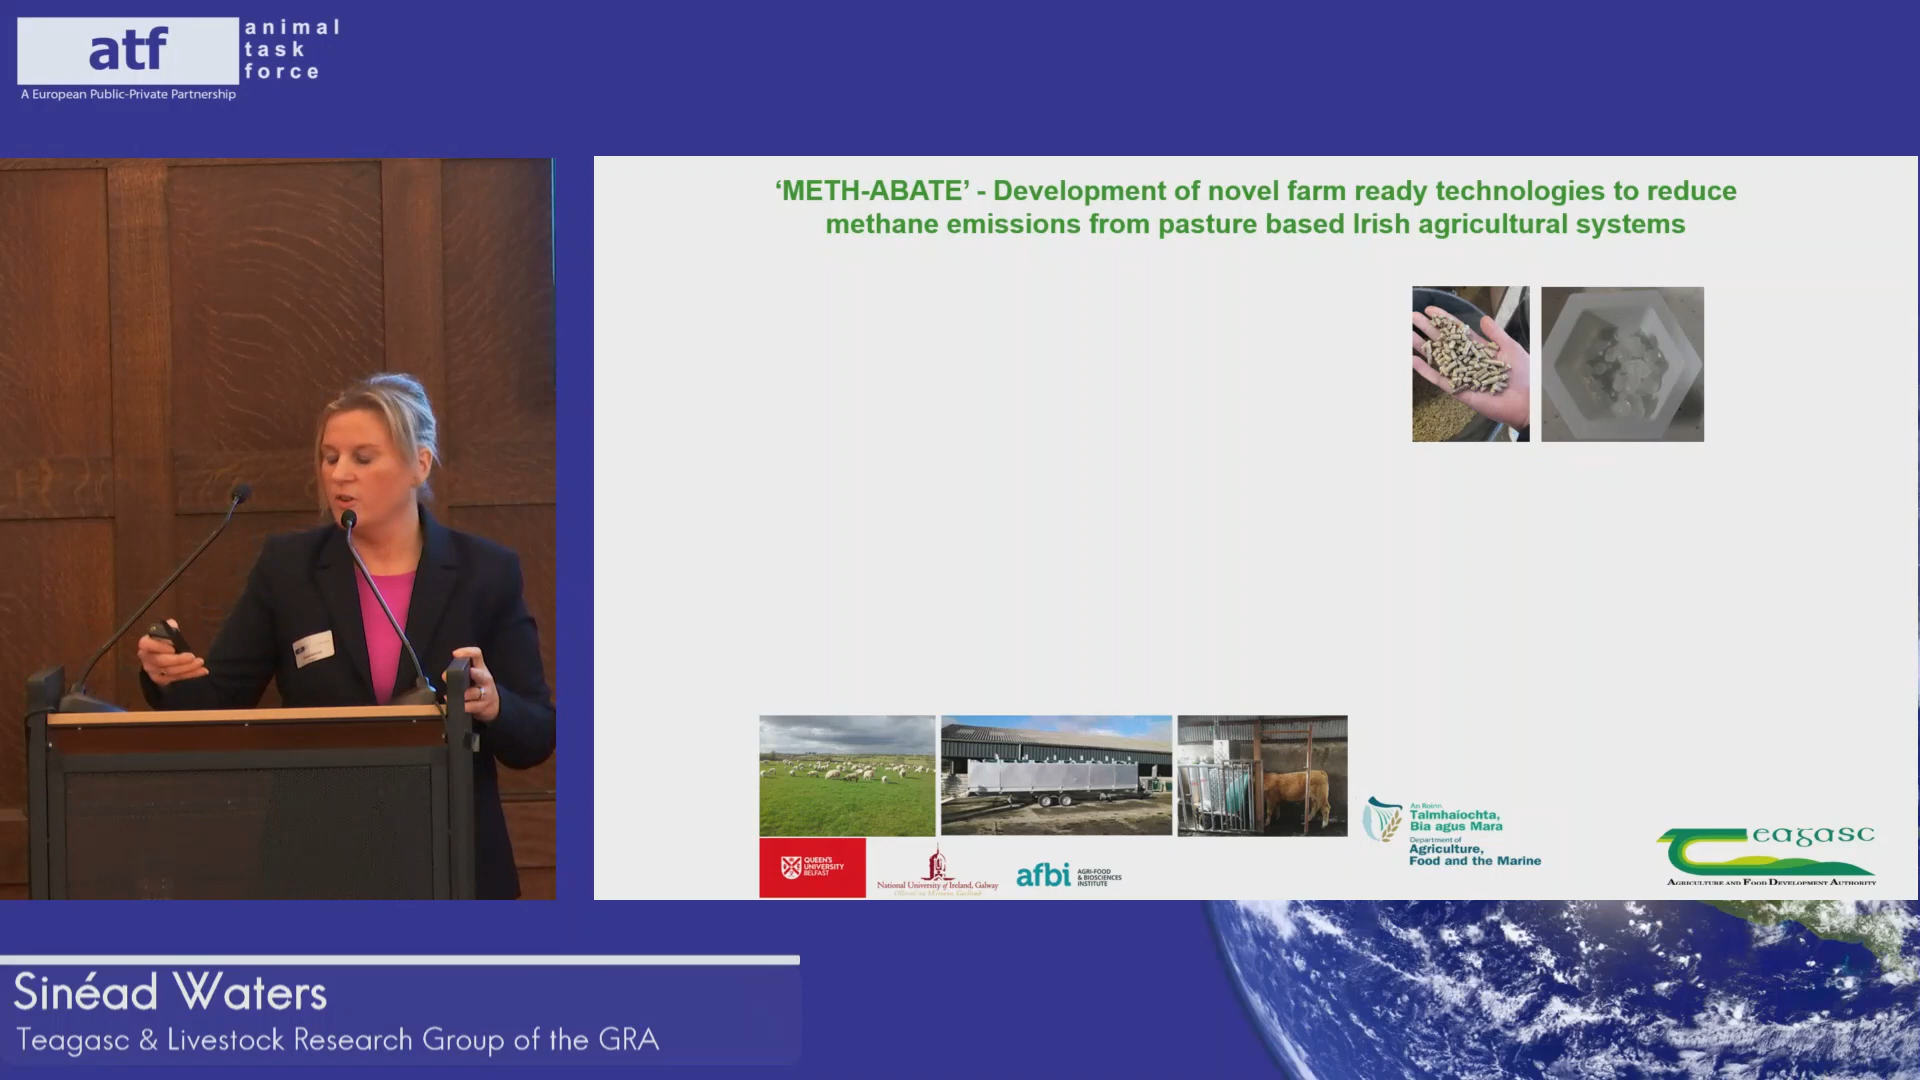 atf
animal
task
force
A European Public-Private Partnership
‘METH-ABATE’ - Development of novel farm ready technologies to reduce
methane emissions from pasture based Irish agricultural systems
QUEEN'S
UNIVERSITY
BELFAST
National University of Ireland, Galway
afbi
AGRI-FOOD
& BIOSCIENCES
INSTITUTE
An Roinn
Talmhaíochta,
Bia agus Mara
Department of
Agriculture,
Food and the Marine
eagasc
AGRICULTURE AND FOOD DEVELOPMENT AUTHORITY
Sinéad Waters
Teagasc & Livestock Research Group of the GRA